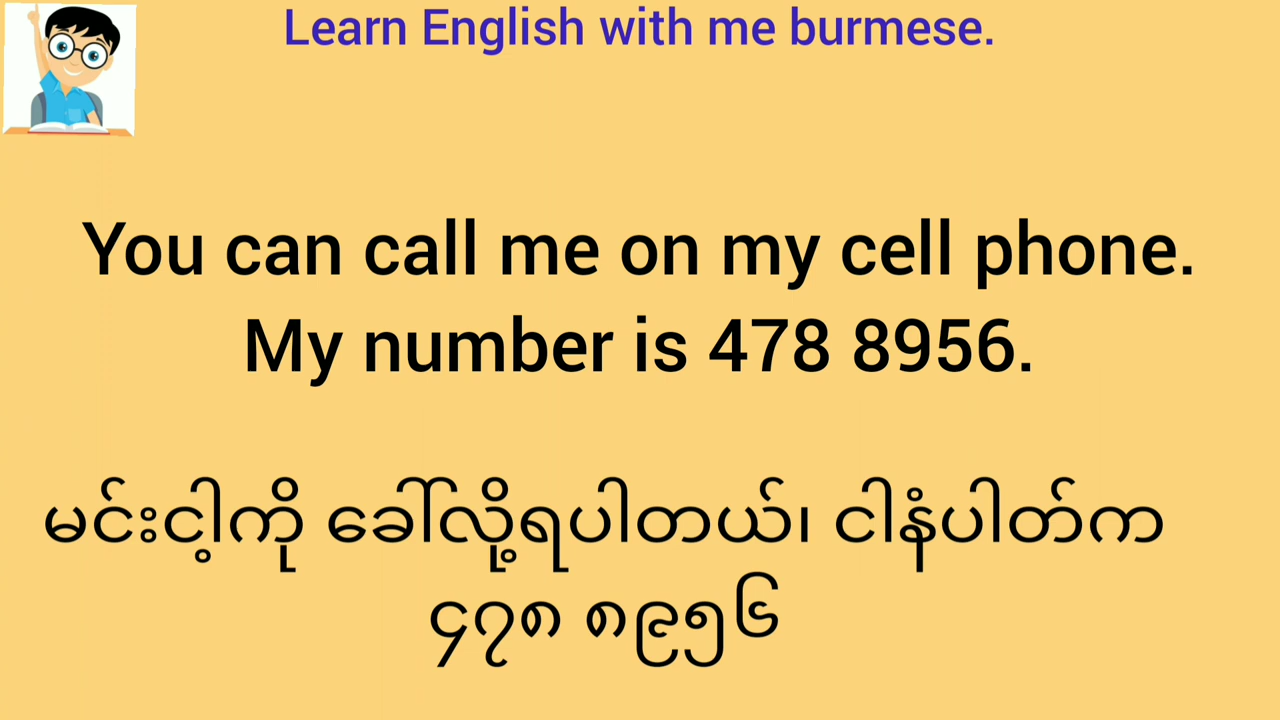 Learn English with me burmese.
You can call me on my cell phone.
My number is 478 8956.
မင်းငါ့ကို ခေါ်လို့ရပါတယ်၊ ငါနံပါတ်က
၄၇၈ ၈၉၅၆